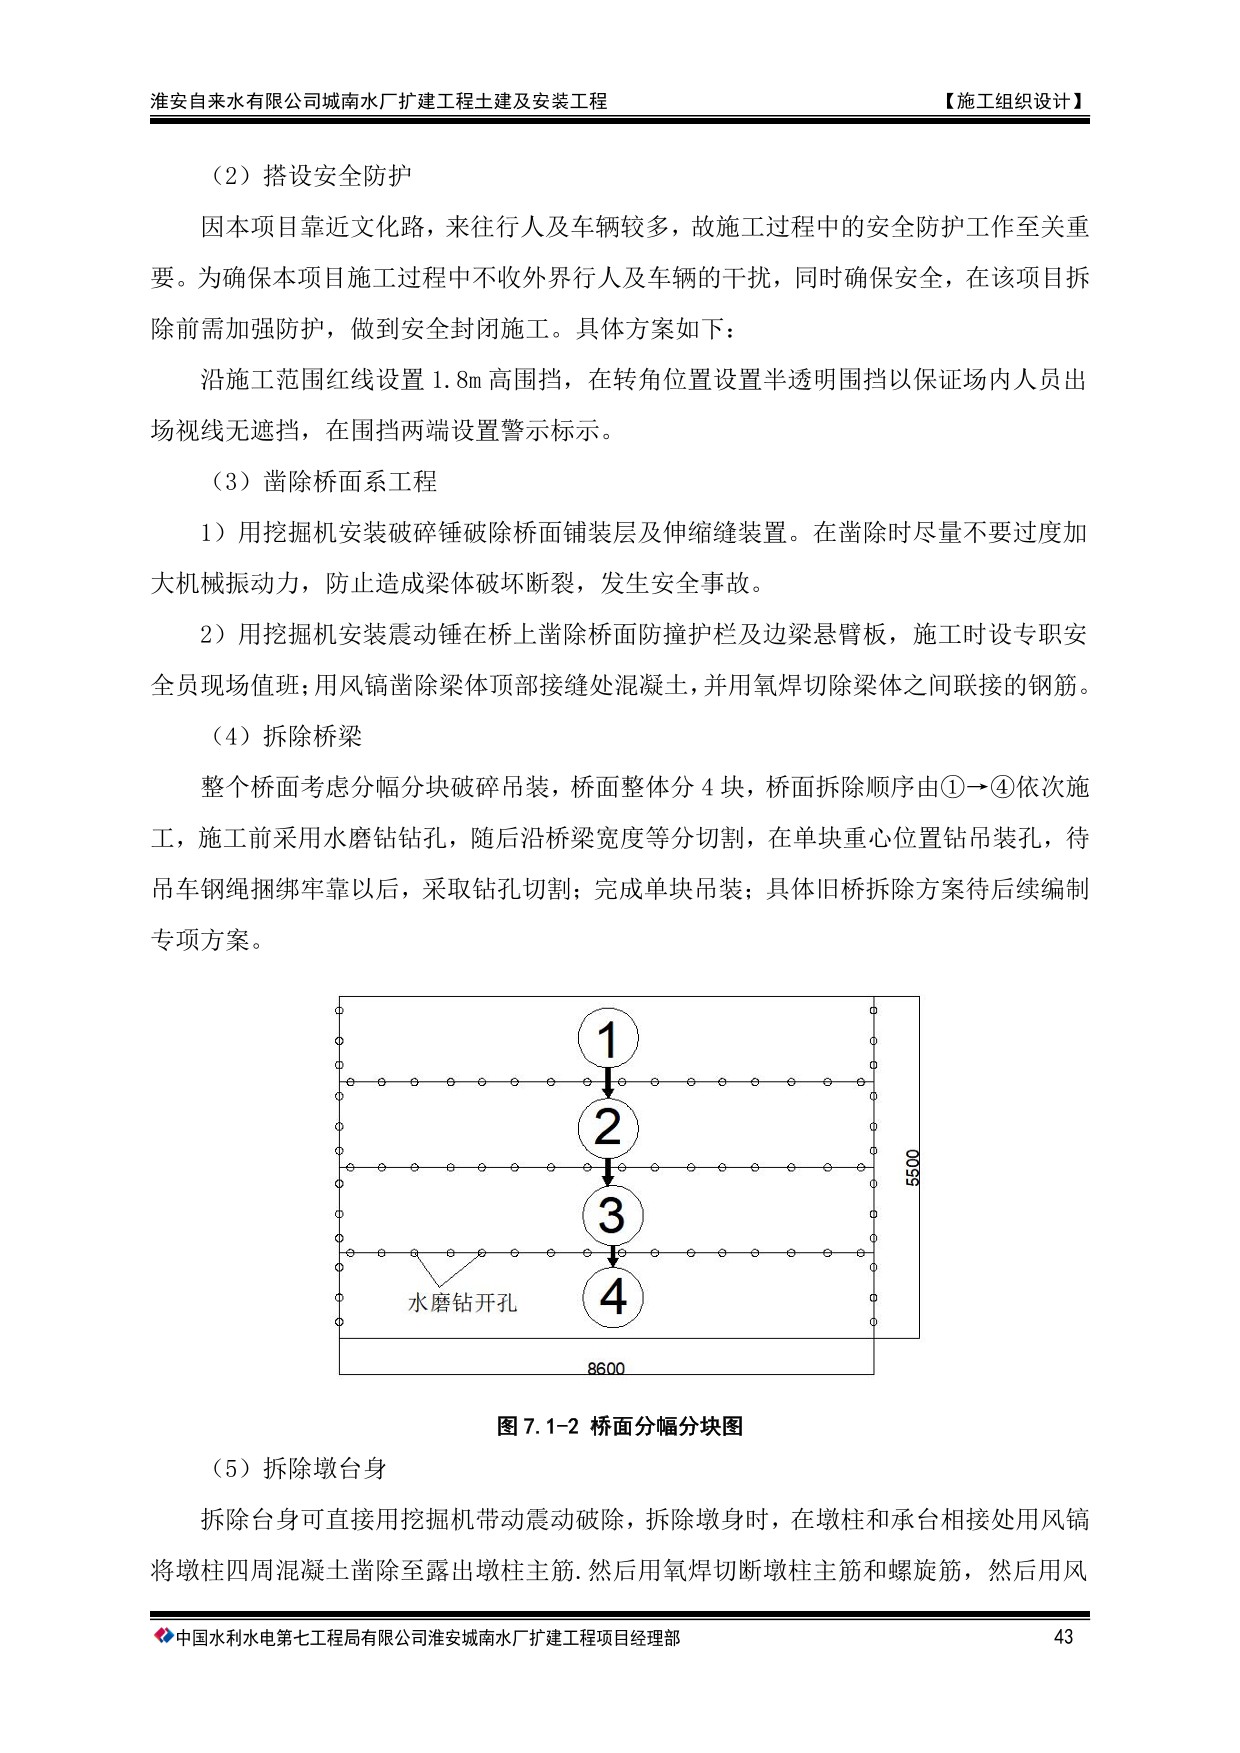 淮安自来水有限公司城南水厂扩建工程土建及安装工程 【施工组织设计】
（2）搭设安全防护
因本项目靠近文化路，来往行人及车辆较多，故施工过程中的安全防护工作至关重
要。为确保本项目施工过程中不收外界行人及车辆的干扰，同时确保安全，在该项目拆
除前需加强防护，做到安全封闭施工。具体方案如下：
沿施工范围红线设置 1.8m 高围挡，在转角位置设置半透明围挡以保证场内人员出
场视线无遮挡，在围挡两端设置警示标示。
（3）凿除桥面系工程
1）用挖掘机安装破碎锤破除桥面铺装层及伸缩缝装置。在凿除时尽量不要过度加
大机械振动力，防止造成梁体破坏断裂，发生安全事故。
2）用挖掘机安装震动锤在桥上凿除桥面防撞护栏及边梁悬臂板，施工时设专职安
全员现场值班;用风镐凿除梁体顶部接缝处混凝土,并用氧焊切除梁体之间联接的钢筋。
（4）拆除桥梁
整个桥面考虑分幅分块破碎吊装，桥面整体分 4 块，桥面拆除顺序由①→④依次施
工，施工前采用水磨钻钻孔，随后沿桥梁宽度等分切割，在单块重心位置钻吊装孔，待
吊车钢绳捆绑牢靠以后，采取钻孔切割；完成单块吊装；具体旧桥拆除方案待后续编制
专项方案。
1
2
3
4
5500
水磨钻开孔
8600
图 7.1-2 桥面分幅分块图
（5）拆除墩台身
拆除台身可直接用挖掘机带动震动破除，拆除墩身时，在墩柱和承台相接处用风镐
将墩柱四周混凝土凿除至露出墩柱主筋.然后用氧焊切断墩柱主筋和螺旋筋，然后用风
中国水利水电第七工程局有限公司淮安城南水厂扩建工程项目经理部 43